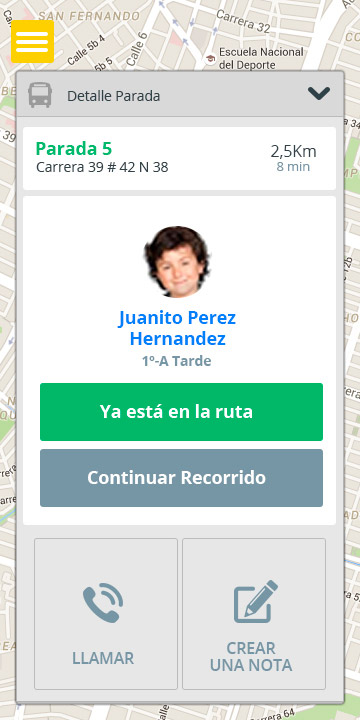 SAN FERNANDO
Carrera 32
Calle 5b 4
Calle 6
Escuela Nacional
del Deporte
Detalle Parada
Parada 5
2,5Km
Carrera 39 # 42 N 38
8 min
Juanito Perez
Hernandez
1º-A Tarde
Ya está en la ruta
Continuar Recorrido
LLAMAR
CREAR
UNA NOTA
Carrera 64